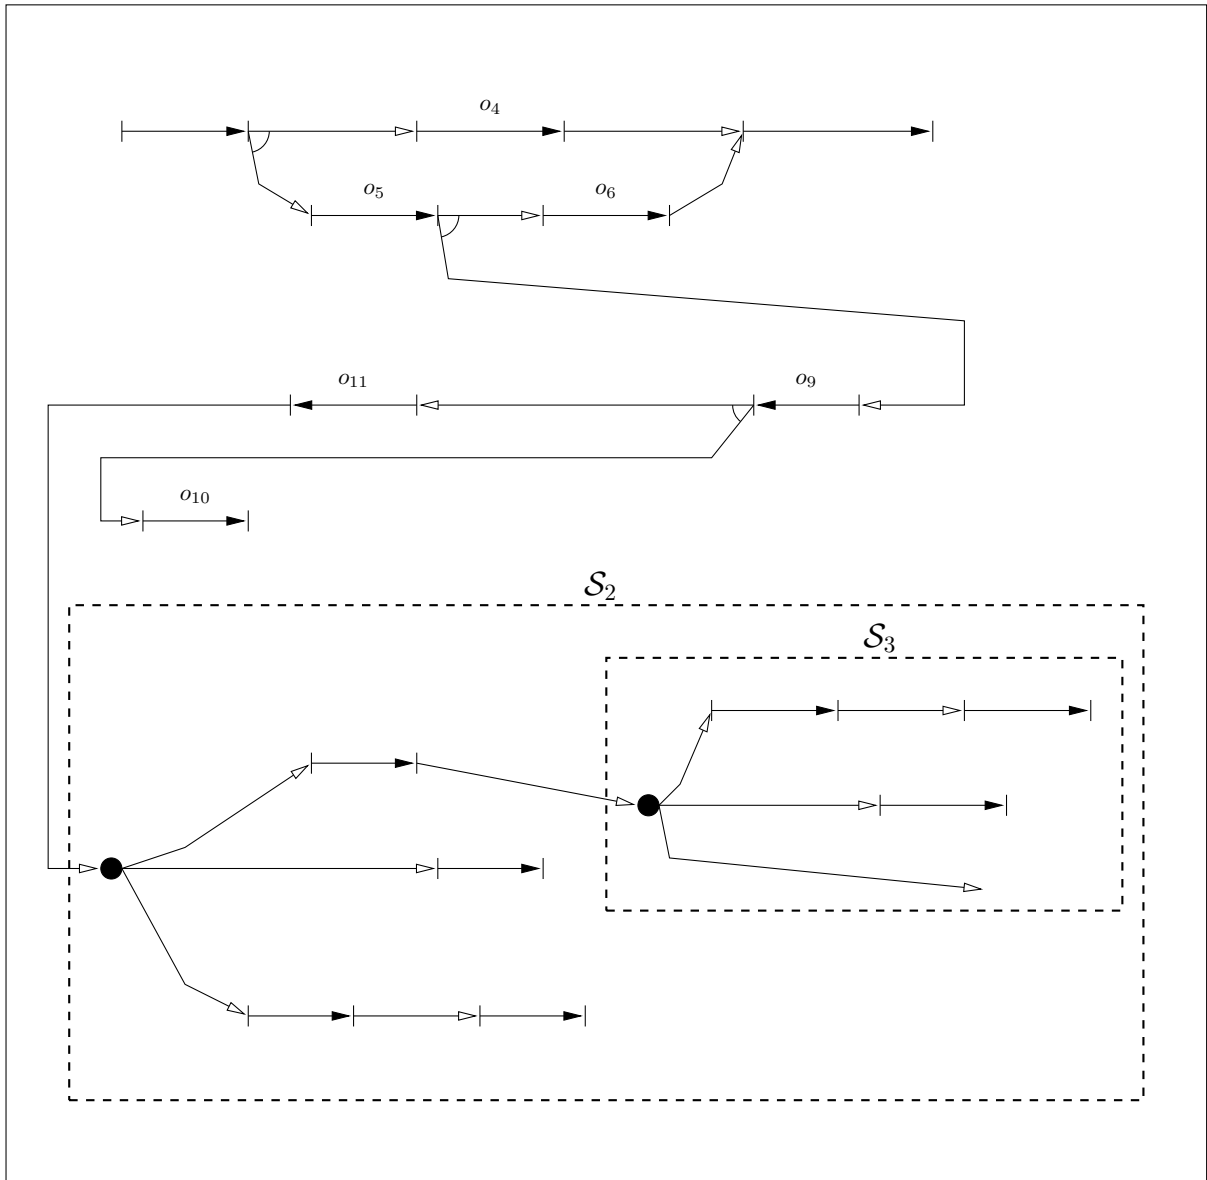 o₄
o₅ o₆
o₁₁ o₉
o₁₀
𝒮₂
𝒮₃